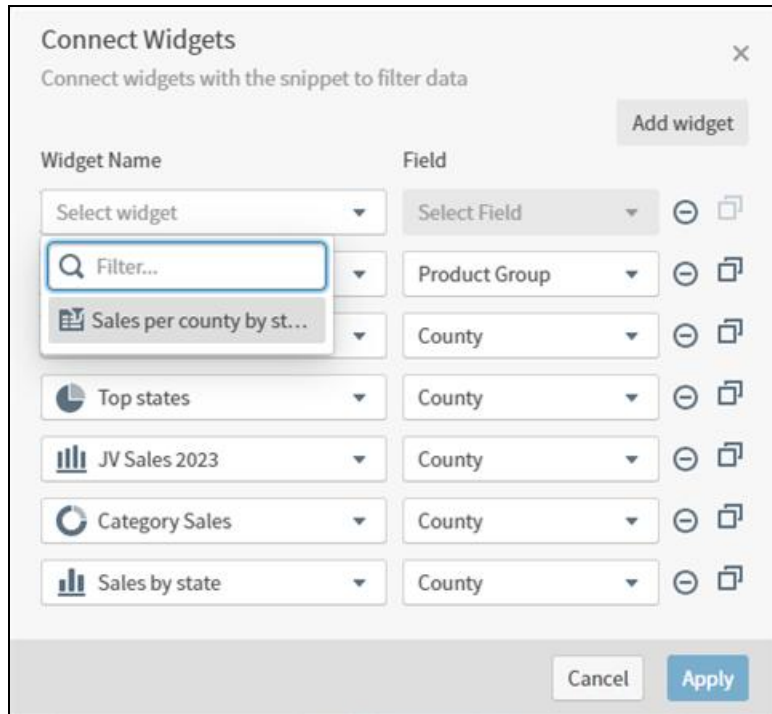 Connect Widgets
Connect widgets with the snippet to filter data
Add widget
Widget Name Field
Select widget Select Field
Filter...
Product Group
Sales per county by st...
County
Top states County
JV Sales 2023 County
Category Sales County
Sales by state County
Cancel Apply